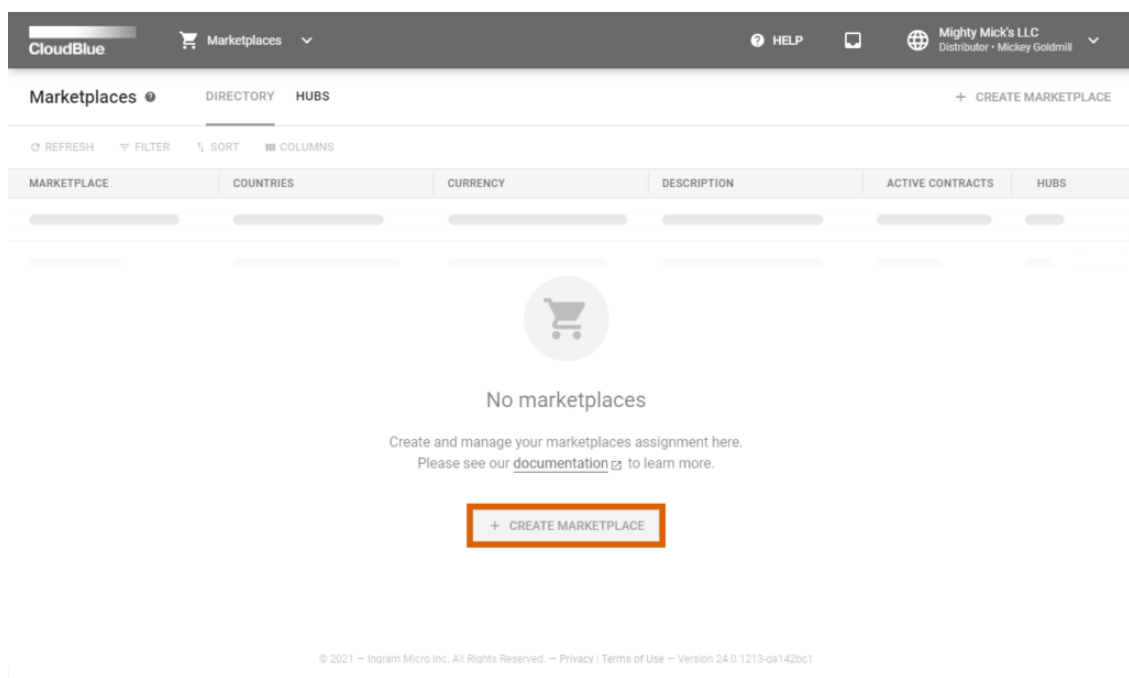 CloudBlue
Marketplaces
HELP
Mighty Mick's LLC
Distributor • Mickey Goldmill
Marketplaces
DIRECTORY
HUBS
+ CREATE MARKETPLACE
REFRESH
FILTER
SORT
COLUMNS
MARKETPLACE
COUNTRIES
CURRENCY
DESCRIPTION
ACTIVE CONTRACTS
HUBS
No marketplaces
Create and manage your marketplaces assignment here.
Please see our documentation to learn more.
+ CREATE MARKETPLACE
© 2021 — Ingram Micro Inc. All Rights Reserved. — Privacy | Terms of Use — Version 24.0.1213-ga142bc1